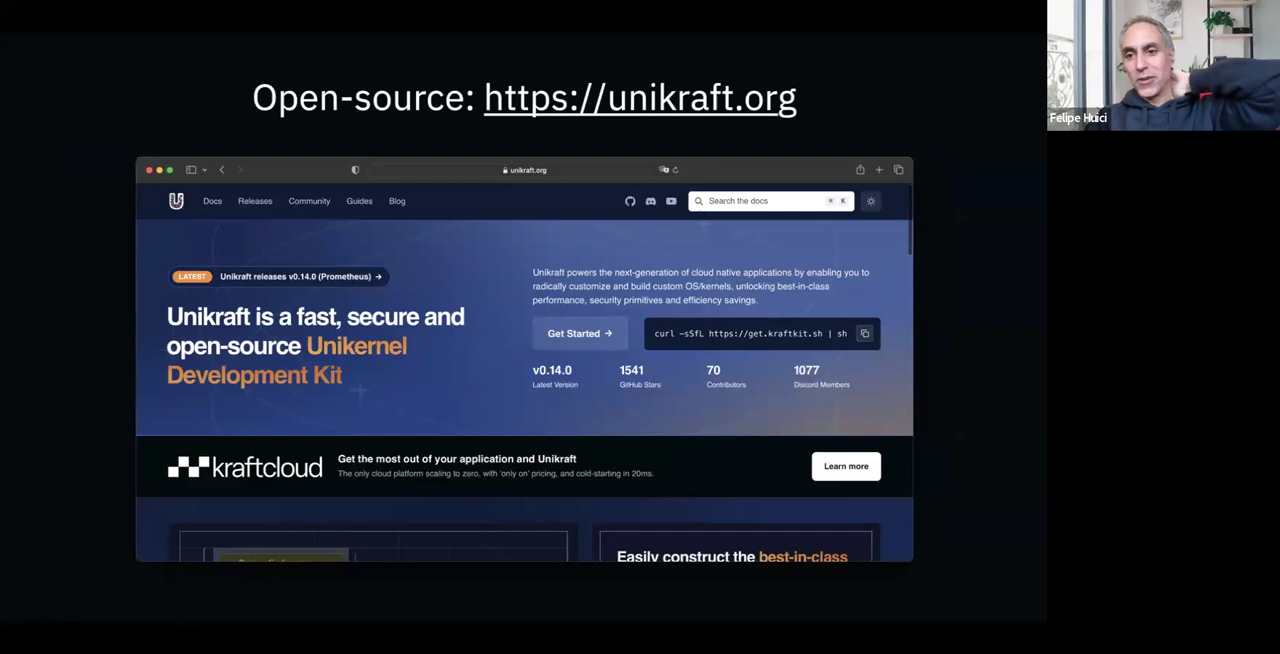 Open-source: https://unikraft.org
Felipe Huici
unikraft.org
Docs Releases Community Guides Blog
Search the docs ⌘ K
LATEST Unikraft releases v0.14.0 (Prometheus) →
Unikraft is a fast, secure and
open-source Unikernel
Development Kit
Unikraft powers the next-generation of cloud native applications by enabling you to
radically customize and build custom OS/kernels, unlocking best-in-class
performance, security primitives and efficiency savings.
Get Started →
curl -sSfL https://get.kraftkit.sh | sh
v0.14.0 1541 70 1077
Latest Version GitHub Stars Contributors Discord Members
kraftcloud
Get the most out of your application and Unikraft
The only cloud platform scaling to zero, with 'only on' pricing, and cold-starting in 20ms.
Learn more
Easily construct the best-in-class